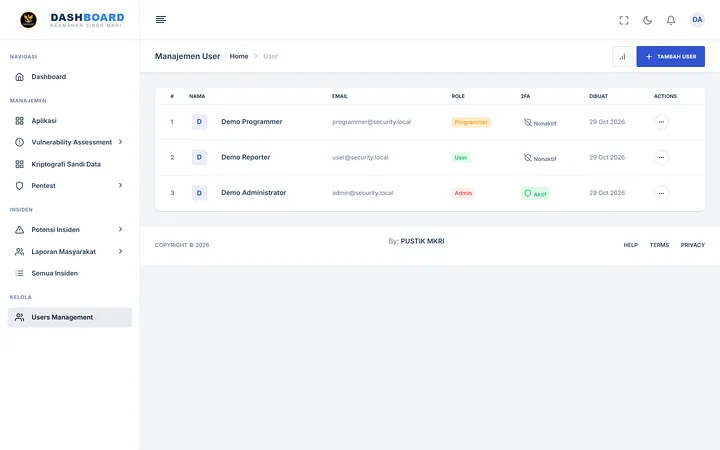 DASHBOARD
KEAMANAN SIBER MKRI
NAVIGASI
Dashboard
MANAJEMEN
Aplikasi
Vulnerability Assessment
Kriptografi Sandi Data
Pentest
INSIDEN
Potensi Insiden
Laporan Masyarakat
Semua Insiden
KELOLA
Users Management
DA
Manajemen User Home User
TAMBAH USER
# NAMA EMAIL ROLE 2FA DIBUAT ACTIONS
1 D Demo Programmer programmer@security.local Programmer Nonaktif 29 Oct 2026
2 D Demo Reporter user@security.local User Nonaktif 29 Oct 2026
3 D Demo Administrator admin@security.local Admin Aktif 29 Oct 2026
COPYRIGHT © 2026 By: PUSTIK MKRI HELP TERMS PRIVACY